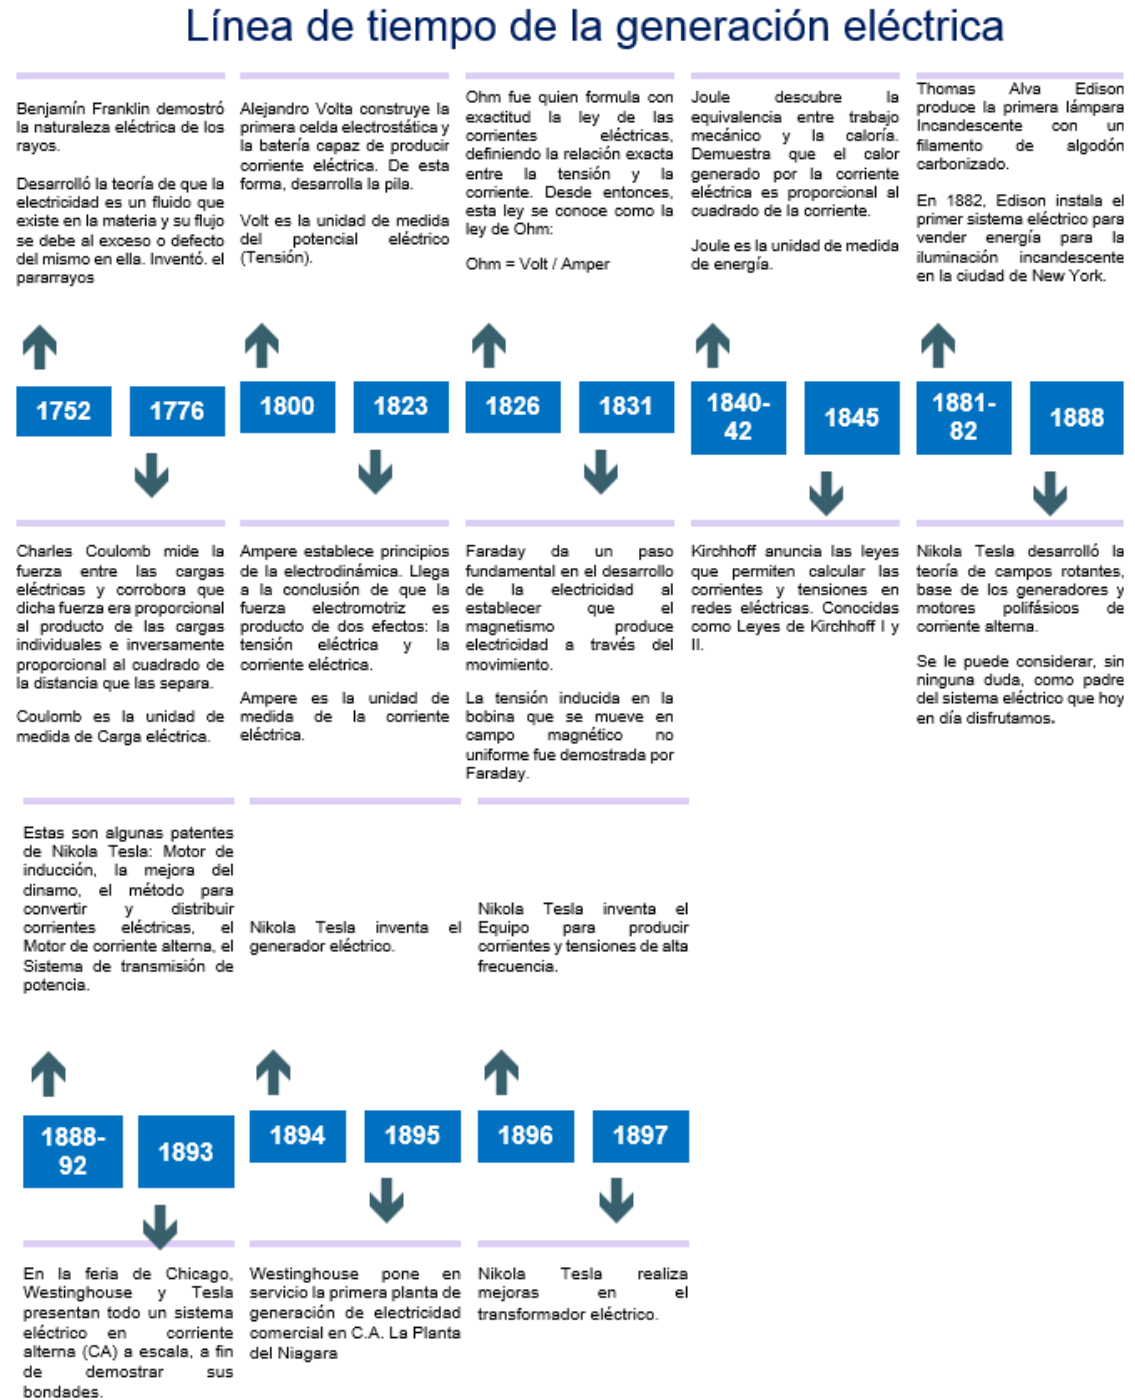 Línea de tiempo de la generación eléctrica
Benjamín Franklin demostró
la naturaleza eléctrica de los
rayos.
Desarrolló la teoría de que la
electricidad es un fluido que
existe en la materia y su flujo
se debe al exceso o defecto
del mismo en ella. Inventó. el
pararrayos
Alejandro Volta construye la
primera celda electrostática y
la batería capaz de producir
corriente eléctrica. De esta
forma, desarrolla la pila.
Volt es la unidad de medida
del potencial eléctrico
(Tensión).
Ohm fue quien formula con
exactitud la ley de las
corrientes eléctricas,
definiendo la relación exacta
entre la tensión y la
corriente. Desde entonces,
esta ley se conoce como la
ley de Ohm:
Ohm = Volt / Amper
Joule descubre la
equivalencia entre trabajo
mecánico y la caloría.
Demuestra que el calor
generado por la corriente
eléctrica es proporcional al
cuadrado de la corriente.
Joule es la unidad de medida
de energía.
Thomas Alva Edison
produce la primera lámpara
Incandescente con un
filamento de algodón
carbonizado.
En 1882, Edison instala el
primer sistema eléctrico para
vender energía para la
iluminación incandescente
en la ciudad de New York.
1752
1776
1800
1823
1826
1831
1840-
42
1845
1881-
82
1888
Charles Coulomb mide la
fuerza entre las cargas
eléctricas y corrobora que
dicha fuerza era proporcional
al producto de las cargas
individuales e inversamente
proporcional al cuadrado de
la distancia que las separa.
Coulomb es la unidad de
medida de Carga eléctrica.
Ampere establece principios
de la electrodinámica. Llega
a la conclusión de que la
fuerza electromotriz es
producto de dos efectos: la
tensión eléctrica y la
corriente eléctrica.
Ampere es la unidad de
medida de la corriente
eléctrica.
Faraday da un paso
fundamental en el desarrollo
de la electricidad al
establecer que el
magnetismo produce
electricidad a través del
movimiento.
La tensión inducida en la
bobina que se mueve en
campo magnético no
uniforme fue demostrada por
Faraday.
Kirchhoff anuncia las leyes
que permiten calcular las
corrientes y tensiones en
redes eléctricas. Conocidas
como Leyes de Kirchhoff I y
II.
Nikola Tesla desarrolló la
teoría de campos rotantes,
base de los generadores y
motores polifásicos de
corriente alterna.
Se le puede considerar, sin
ninguna duda, como padre
del sistema eléctrico que hoy
en día disfrutamos.
Estas son algunas patentes
de Nikola Tesla: Motor de
inducción, la mejora del
dinamo, el método para
convertir y distribuir
corrientes eléctricas, el
Motor de corriente alterna, el
Sistema de transmisión de
potencia.
Nikola Tesla inventa el
generador eléctrico.
Nikola Tesla inventa el
Equipo para producir
corrientes y tensiones de alta
frecuencia.
1888-
92
1893
1894
1895
1896
1897
En la feria de Chicago,
Westinghouse y Tesla
presentan todo un sistema
eléctrico en corriente
alterna (CA) a escala, a fin
de demostrar sus
bondades.
Westinghouse pone en
servicio la primera planta de
generación de electricidad
comercial en C.A. La Planta
del Niagara
Nikola Tesla realiza
mejoras en el
transformador eléctrico.